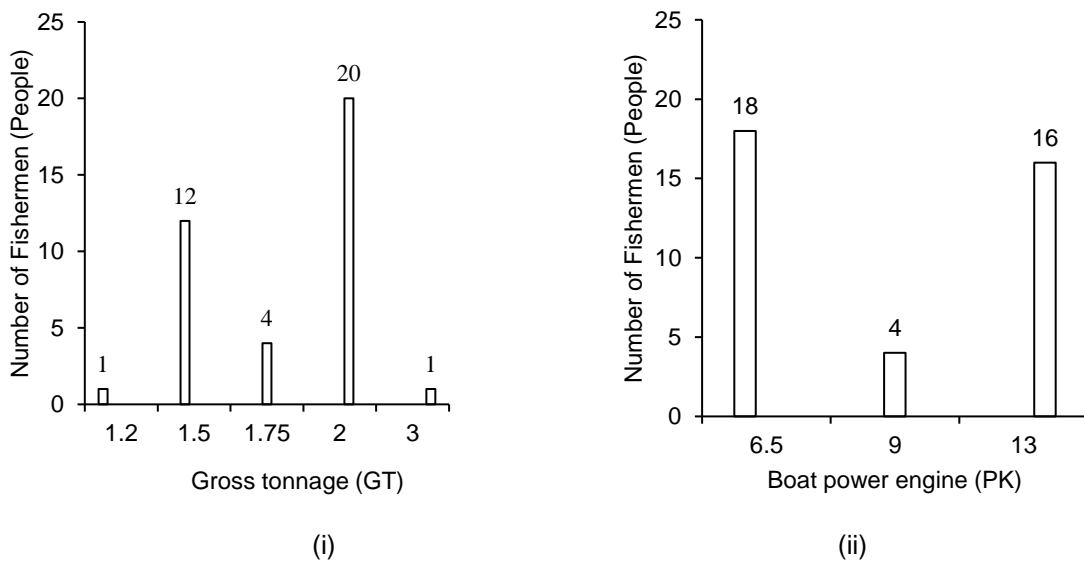 Number of Fishermen (People)
25
20
15
10
5
0
1
12
4
20
1
1.2 1.5 1.75 2 3
Gross tonnage (GT)
(i)
Number of Fishermen (People)
25
20
15
10
5
0
18
4
16
6.5 9 13
Boat power engine (PK)
(ii)